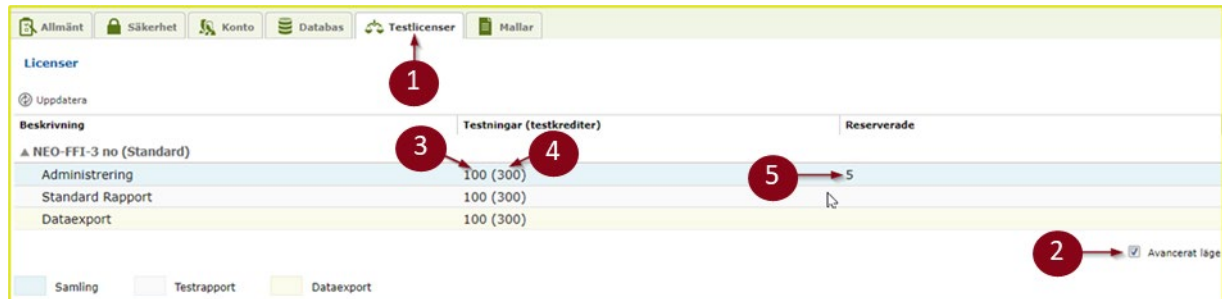 Allmänt Säkerhet Konto Databas Testlicenser Mallar
Licenser
1
Uppdatera
Beskrivning Testningar (testkrediter) Reserverade
NEO-FFI-3 no (Standard)
3 4
Administrering 100 (300) 5 5
Standard Rapport 100 (300)
Dataexport 100 (300)
2 Avancerat läge
Samling Testrapport Dataexport